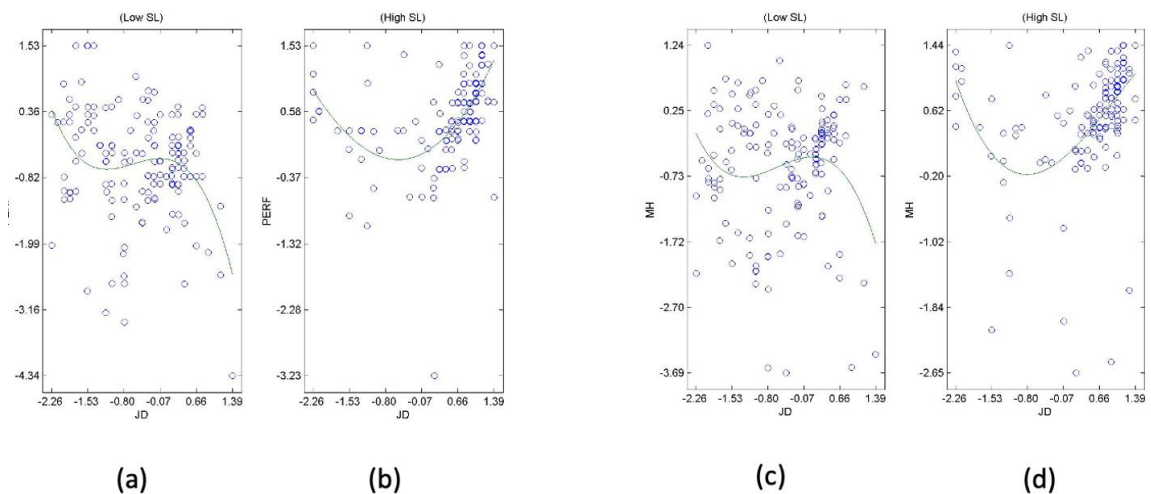 (Low SL)
1.53
0.36
-0.82
-1.99
-3.16
-4.34
-2.26 -1.53 -0.80 -0.07 0.66 1.39
JD
(a)
(High SL)
PERF
1.53
0.58
-0.37
-1.32
-2.28
-3.23
-2.26 -1.53 -0.80 -0.07 0.66 1.39
JD
(b)
(Low SL)
MH
1.24
0.25
-0.73
-1.72
-2.70
-3.69
-2.26 -1.53 -0.80 -0.07 0.66 1.39
JD
(c)
(High SL)
MH
1.44
0.62
-0.20
-1.02
-1.84
-2.65
-2.26 -1.53 -0.80 -0.07 0.66 1.39
JD
(d)